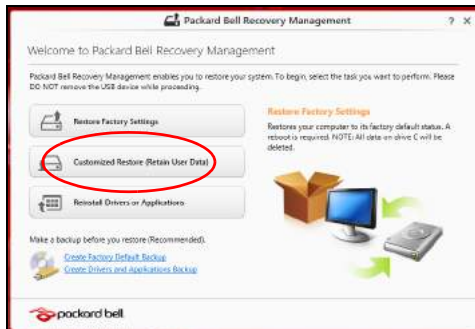 Packard Bell Recovery Management
? X
Welcome to Packard Bell Recovery Management
Packard Bell Recovery Management enables you to restore your system. To begin, select the task you want to perform. Please
DO NOT remove the USB device while proceeding.
Restore Factory Settings
Customized Restore (Retain User Data)
Reinstall Drivers or Applications
Restore Factory Settings
Restores your computer to its factory default status. A
reboot is required. NOTE: All data on drive C will be
deleted.
Make a backup before you restore (Recommended).
Create Factory Default Backup
Create Drivers and Applications Backup
packard bell